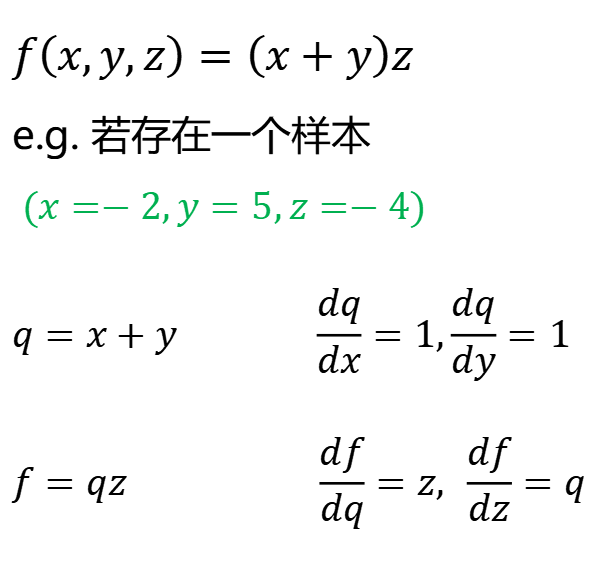 f(x, y, z) = (x + y)z
e.g. 若存在一个样本
(x =− 2, y = 5, z =− 4)
q = x + y    dq/dx = 1, dq/dy = 1
f = qz    df/dq = z, df/dz = q